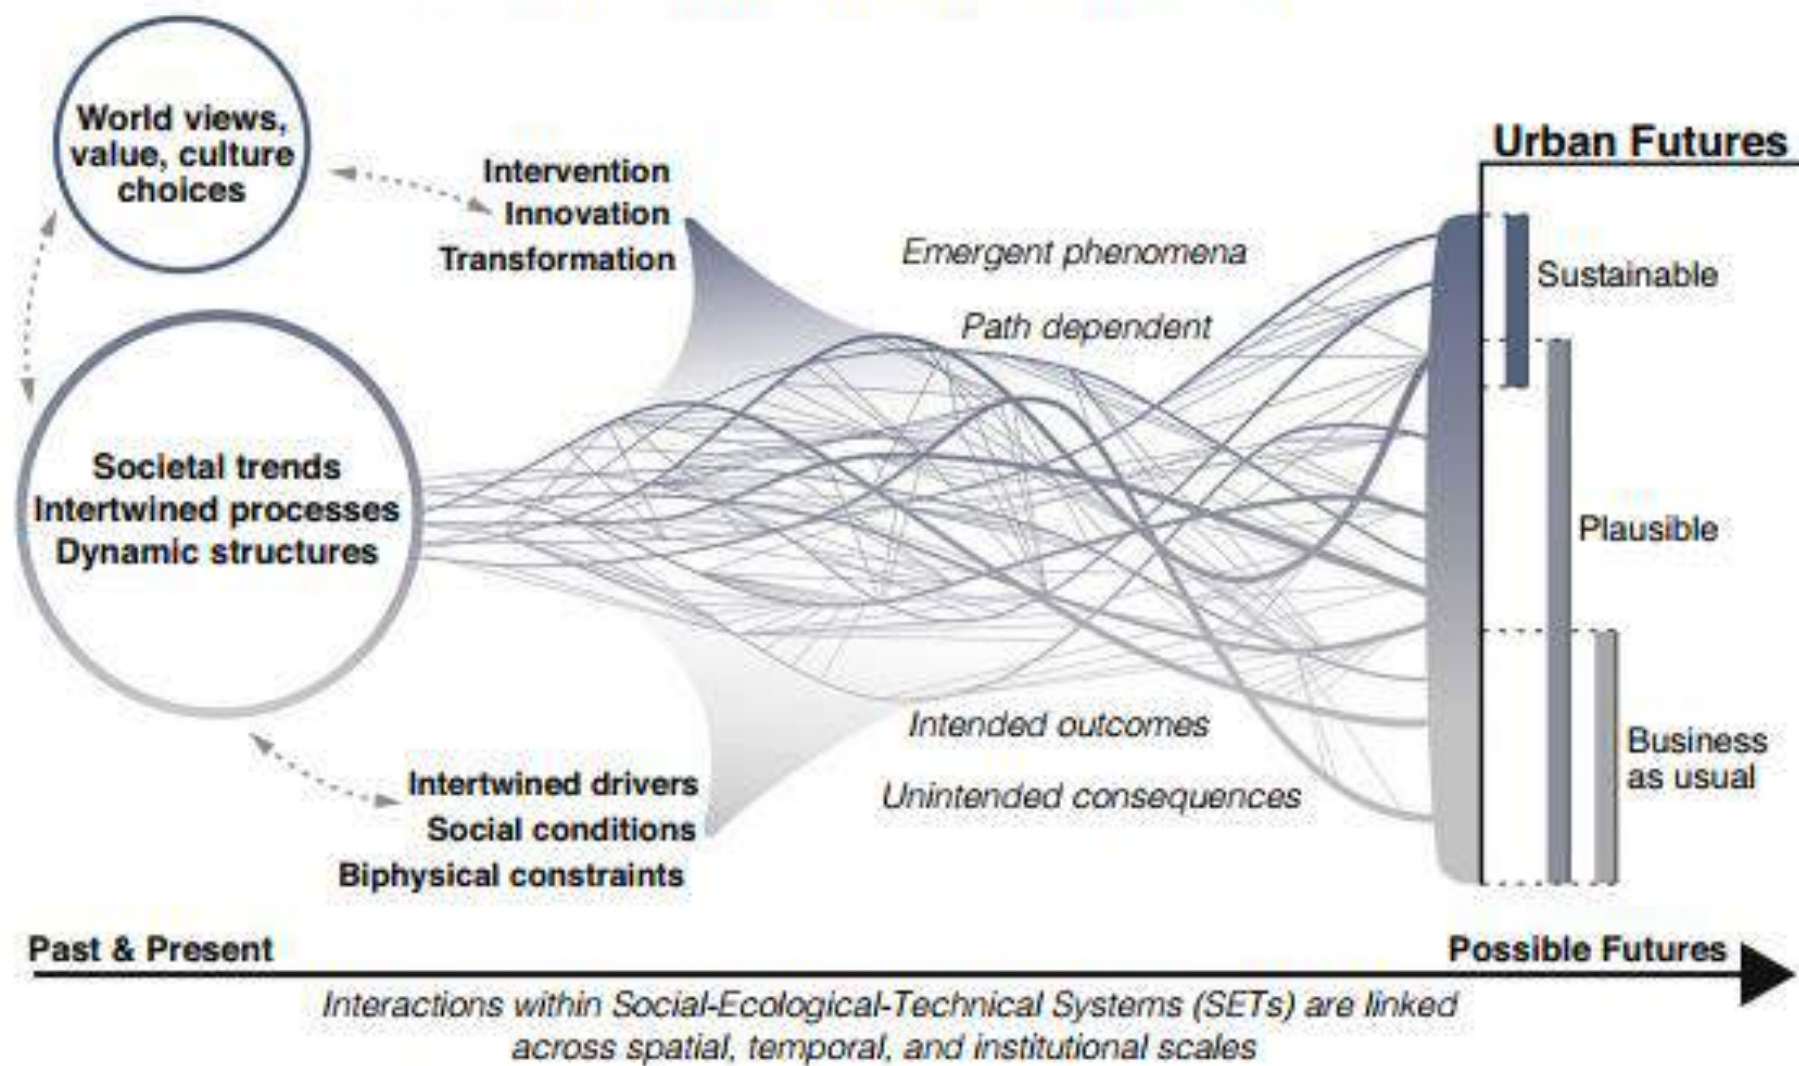 World views,
value, culture
choices
Intervention
Innovation
Transformation
Urban Futures
Emergent phenomena
Path dependent
Sustainable
Societal trends
Intertwined processes
Dynamic structures
Plausible
Intended outcomes
Unintended consequences
Business
as usual
Intertwined drivers
Social conditions
Biphysical constraints
Past & Present
Possible Futures
Interactions within Social-Ecological-Technical Systems (SETs) are linked
across spatial, temporal, and institutional scales